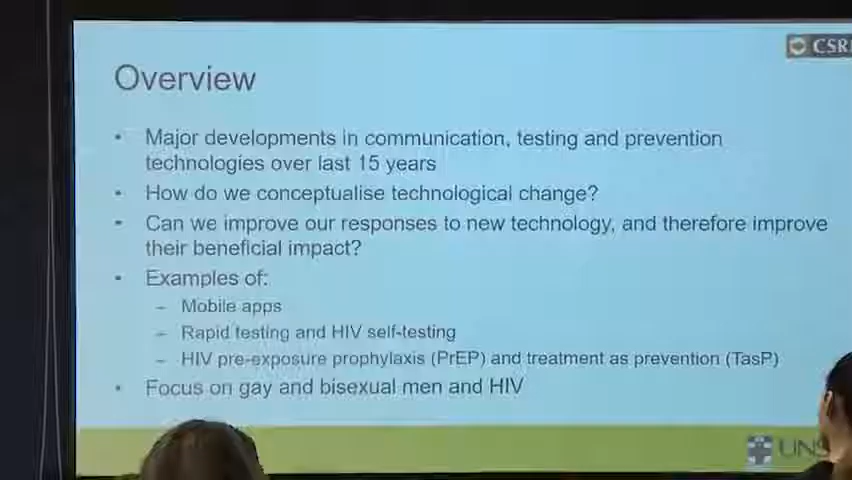 CSR
Overview
• Major developments in communication, testing and prevention
technologies over last 15 years
• How do we conceptualise technological change?
• Can we improve our responses to new technology, and therefore improve
their beneficial impact?
• Examples of:
– Mobile apps
– Rapid testing and HIV self-testing
– HIV pre-exposure prophylaxis (PrEP) and treatment as prevention (TasP)
• Focus on gay and bisexual men and HIV
UNS